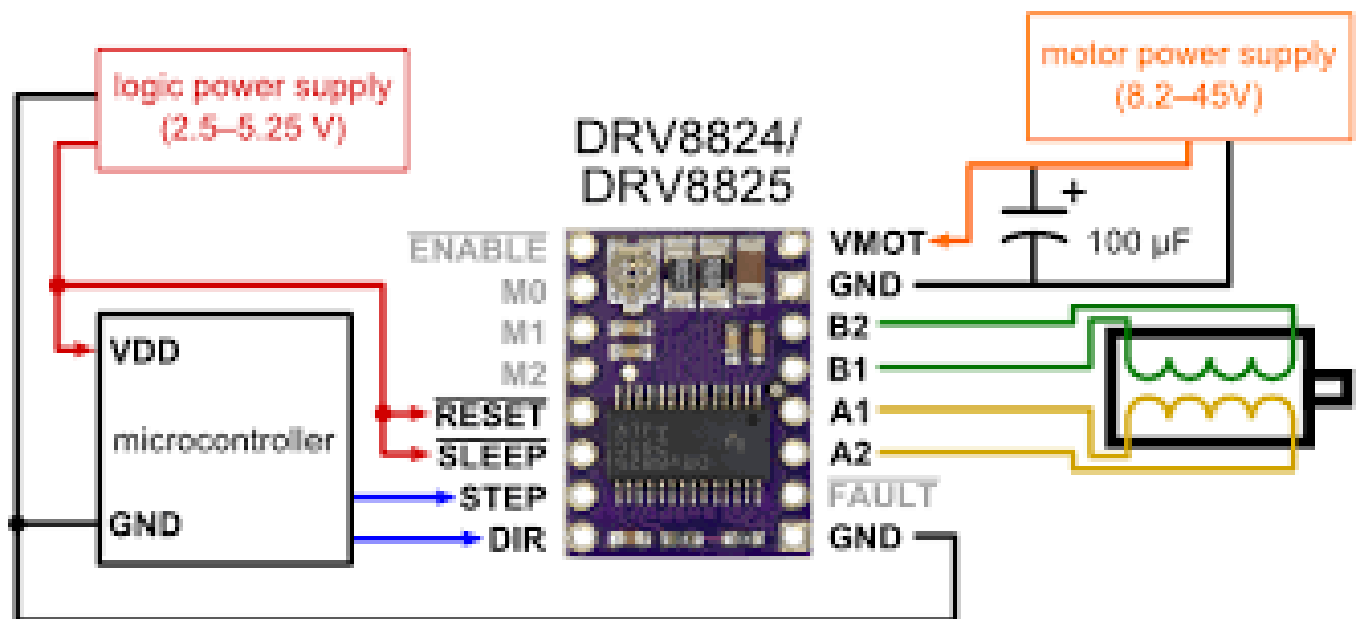 logic power supply
(2.5–5.25 V)
motor power supply
(8.2–45V)
DRV8824/
DRV8825
+
100 µF
ENABLE
M0
M1
M2
RESET
SLEEP
STEP
DIR
VMOT
GND
B2
B1
A1
A2
FAULT
GND
VDD
microcontroller
GND